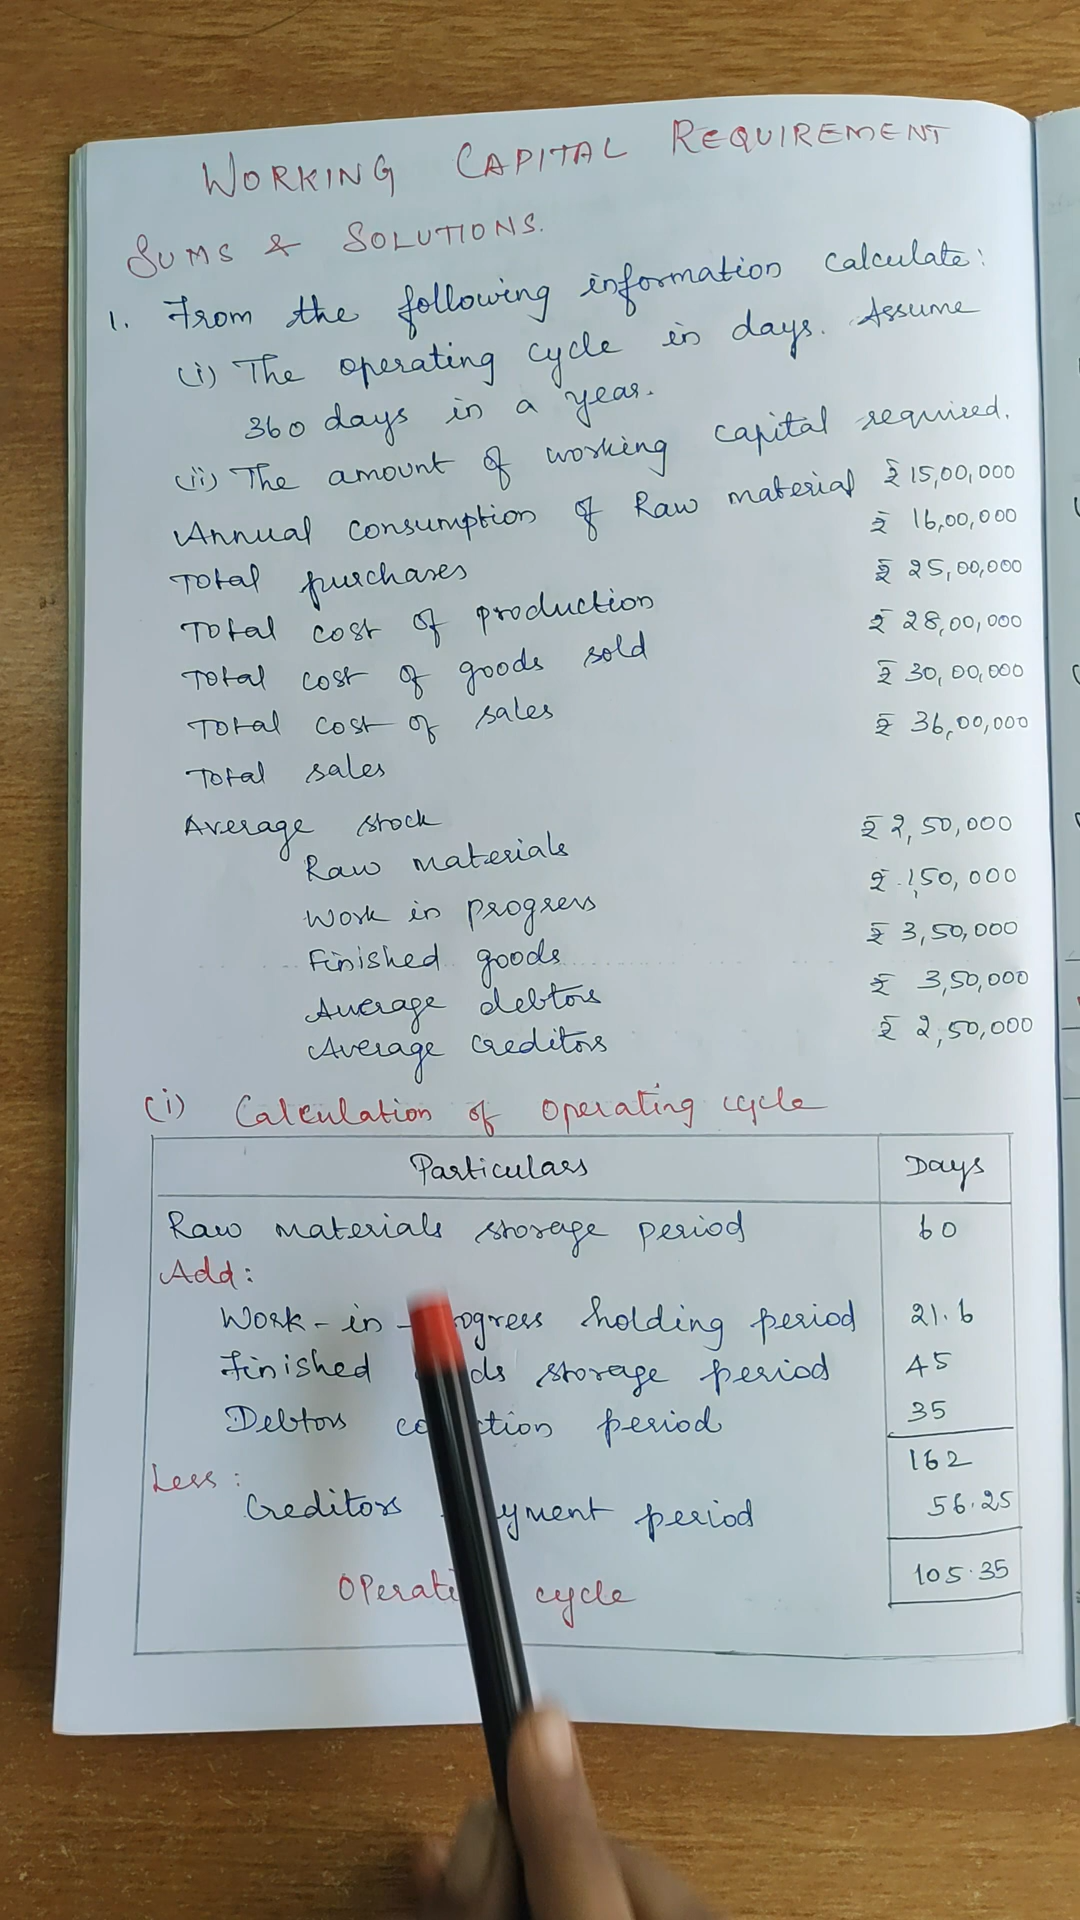 WORKING CAPITAL REQUIREMENT
SUMS & SOLUTIONS.
1. From the following information calculate:
(i) The operating cycle in days. Assume
360 days in a year.
(ii) The amount of working capital required.
Annual consumption of Raw material ₹ 15,00,000
Total purchases ₹ 16,00,000
Total cost of production ₹ 25,00,000
Total cost of goods sold ₹ 28,00,000
Total cost of sales ₹ 30,00,000
Total sales ₹ 36,00,000
Average stock
Raw materials ₹ 2,50,000
Work in progress ₹ 1,50,000
Finished goods ₹ 3,50,000
Average debtors ₹ 3,50,000
Average creditors ₹ 2,50,000
(i) Calculation of operating cycle
Particulars Days
Raw materials storage period 60
Add:
Work-in- holding period 21.6
Finished storage period 45
Debtors period 35
162
Less:
Creditors period 56.25
cycle 105.35